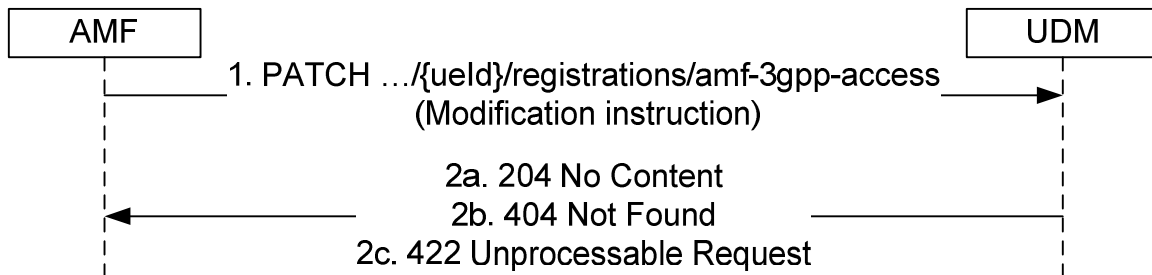 AMF
UDM
1. PATCH …/{ueId}/registrations/amf-3gpp-access
(Modification instruction)
2a. 204 No Content
2b. 404 Not Found
2c. 422 Unprocessable Request